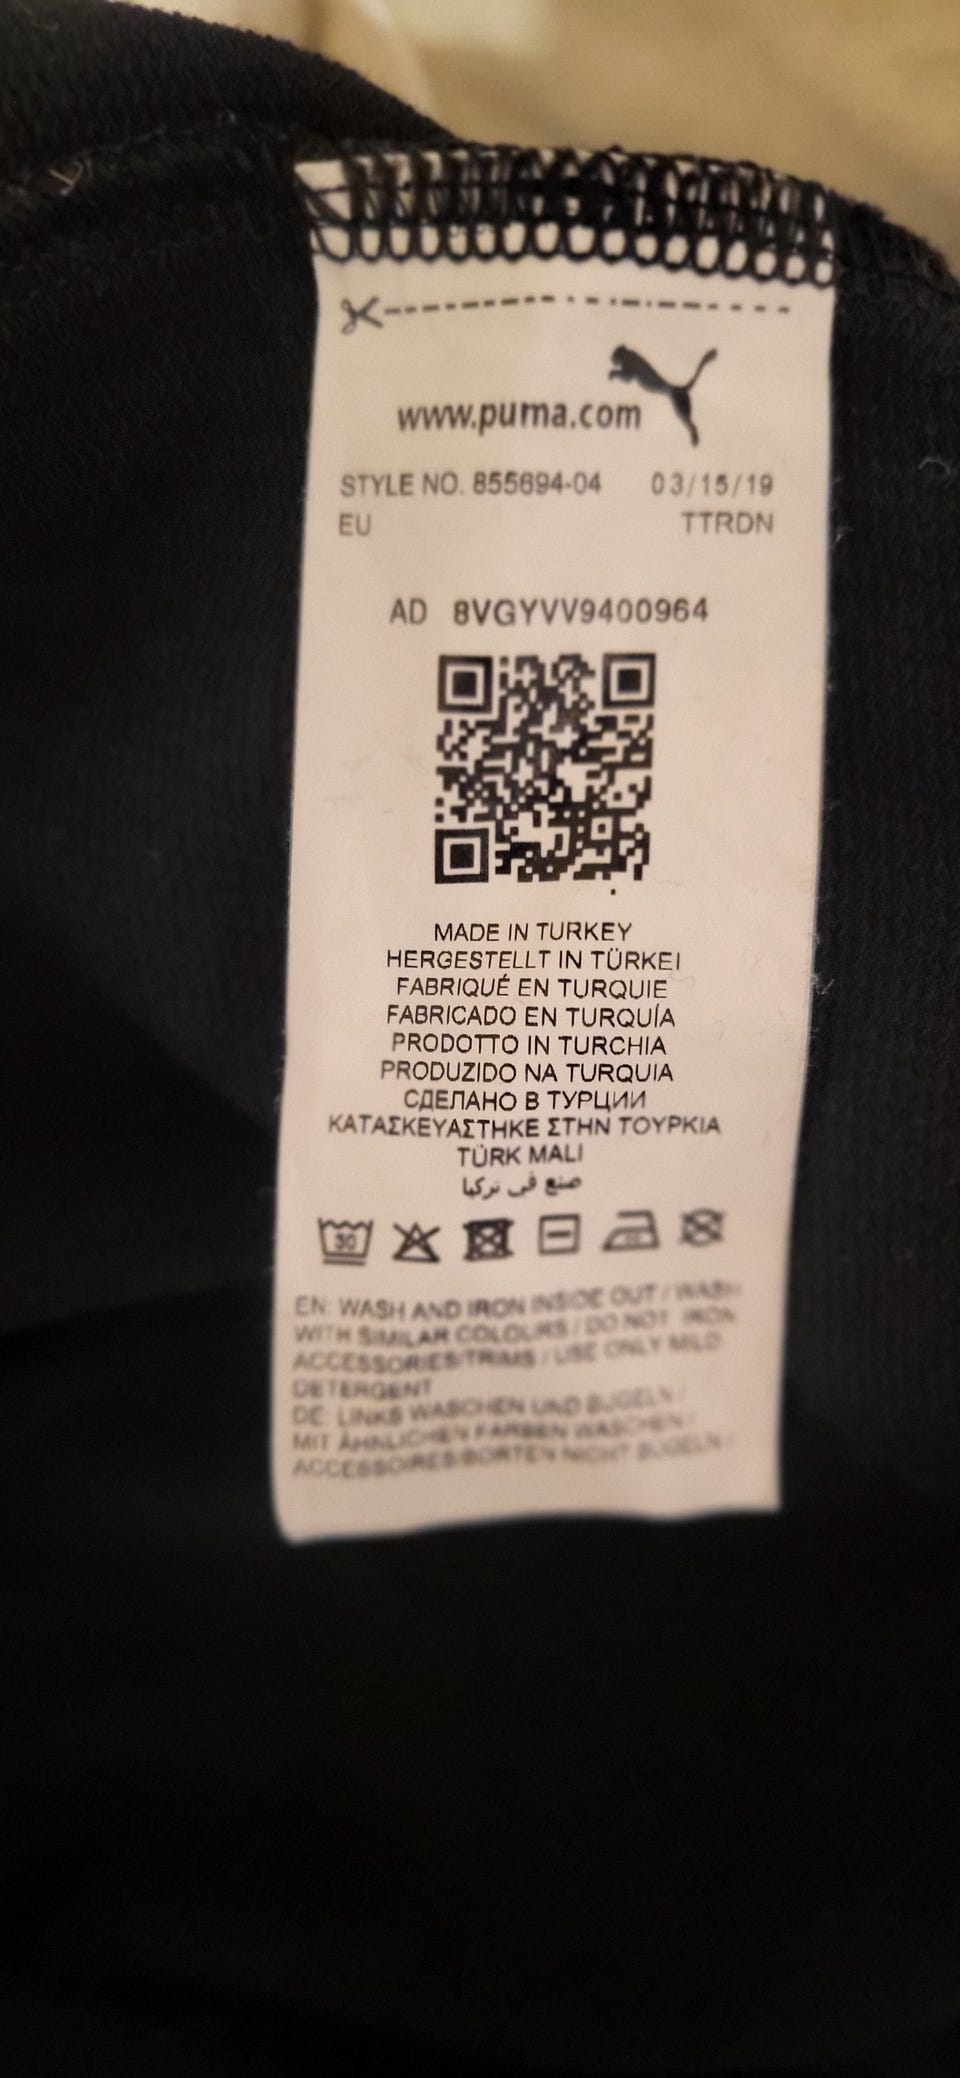 www.puma.com
STYLE NO. 855694-04 03/15/19
EU TTRDN
AD 8VGYVV9400964
MADE IN TURKEY
HERGESTELLT IN TÜRKEI
FABRIQUÉ EN TURQUIE
FABRICADO EN TURQUÍA
PRODOTTO IN TURCHIA
PRODUZIDO NA TURQUIA
СДЕЛАНО В ТУРЦИИ
ΚΑΤΑΣΚΕΥΑΣΤΗΚΕ ΣΤΗΝ ΤΟΥΡΚΙΑ
TÜRK MALI
صنع في تركيا
30
EN: WASH AND IRON INSIDE OUT / WASH
WITH SIMILAR COLOURS / DO NOT IRON
ACCESSORIES/TRIMS / USE ONLY MILD
DETERGENT
DE: LINKS WASCHEN UND BÜGELN /
MIT ÄHNLICHEN FARBEN WASCHEN /
ACCESSOIRES/BORTEN NICHT BÜGELN /